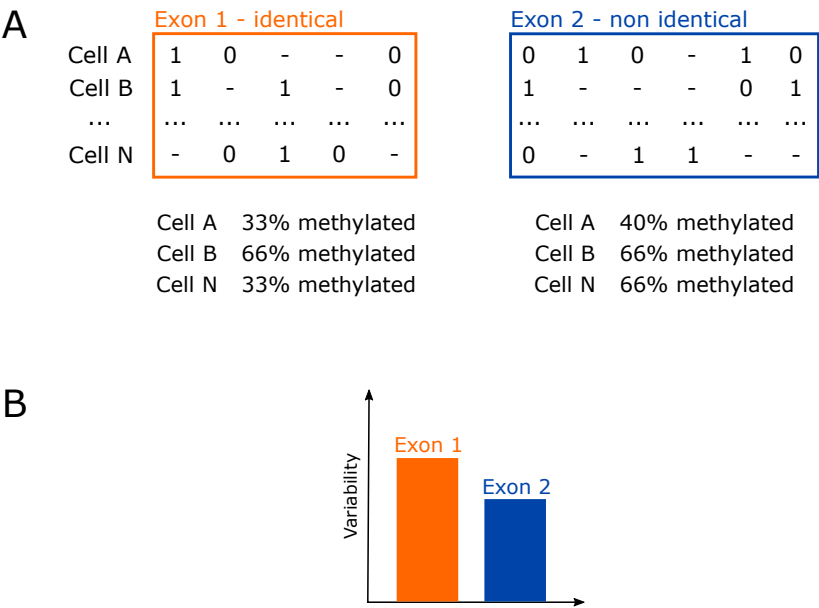 A
Exon 1 - identical Exon 2 - non identical
Cell A 1 0 - - 0 0 1 0 - 1 0
Cell B 1 - 1 - 0 1 - - - 0 1
... ... ... ... ... ... ... ... ... ... ... ...
Cell N - 0 1 0 - 0 - 1 1 - -
Cell A 33% methylated Cell A 40% methylated
Cell B 66% methylated Cell B 66% methylated
Cell N 33% methylated Cell N 66% methylated
B
Exon 1
Exon 2
Variability